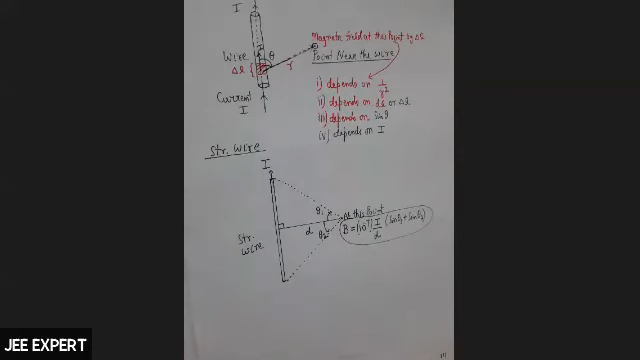 I
Magnetic field at this point by Δl
Point Near the wire
Wire
θ
Δl
r
i) depends on 1/r²
ii) depends on dl or Δl
iii) depends on Sinθ
iv) depends on I
Current
I
Str. Wire
I
At this Point
θ₁
B = (10⁻⁷) I/d (Sinθ₁ + Sinθ₂)
d
θ₂
Str.
wire
JEE EXPERT